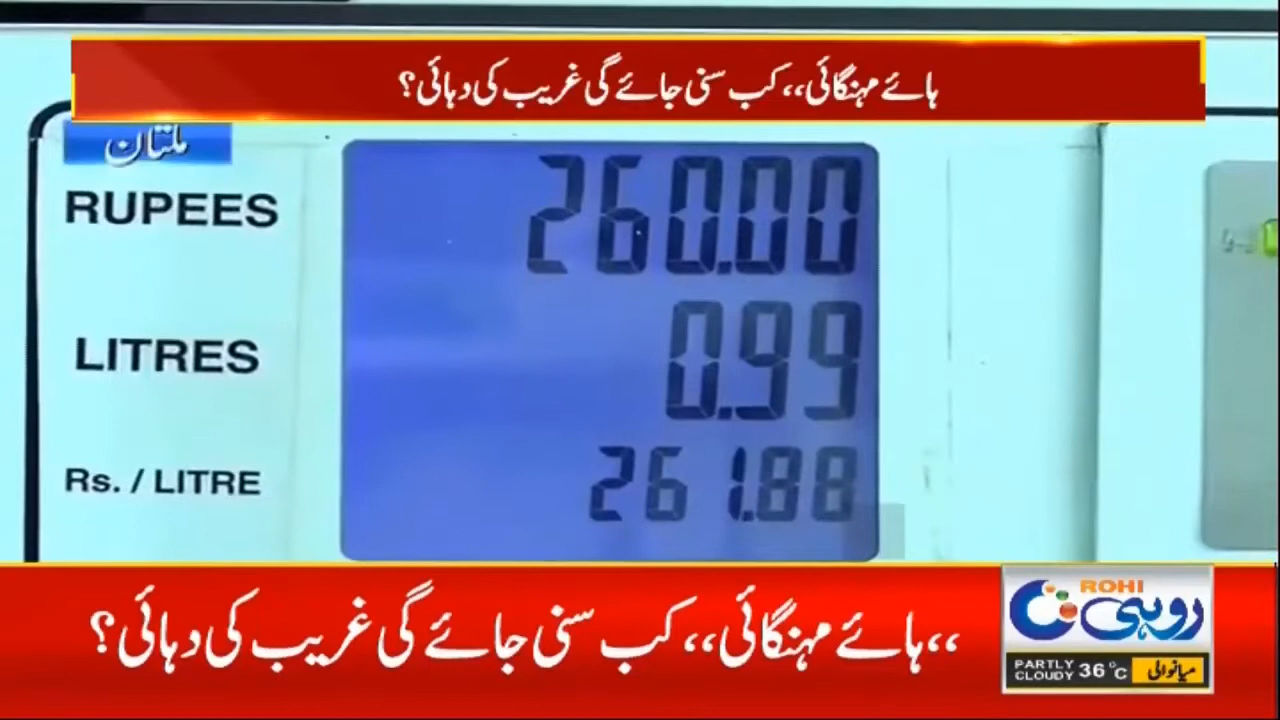 ہائے مہنگائی،، کب سنی جائے گی غریب کی دہائی؟
ملتان
RUPEES 260.00
LITRES 0.99
Rs. / LITRE 261.88
،،ہائے مہنگائی،، کب سنی جائے گی غریب کی دہائی؟
ROHI
روہی
PARTLY CLOUDY 36°C میانوالی